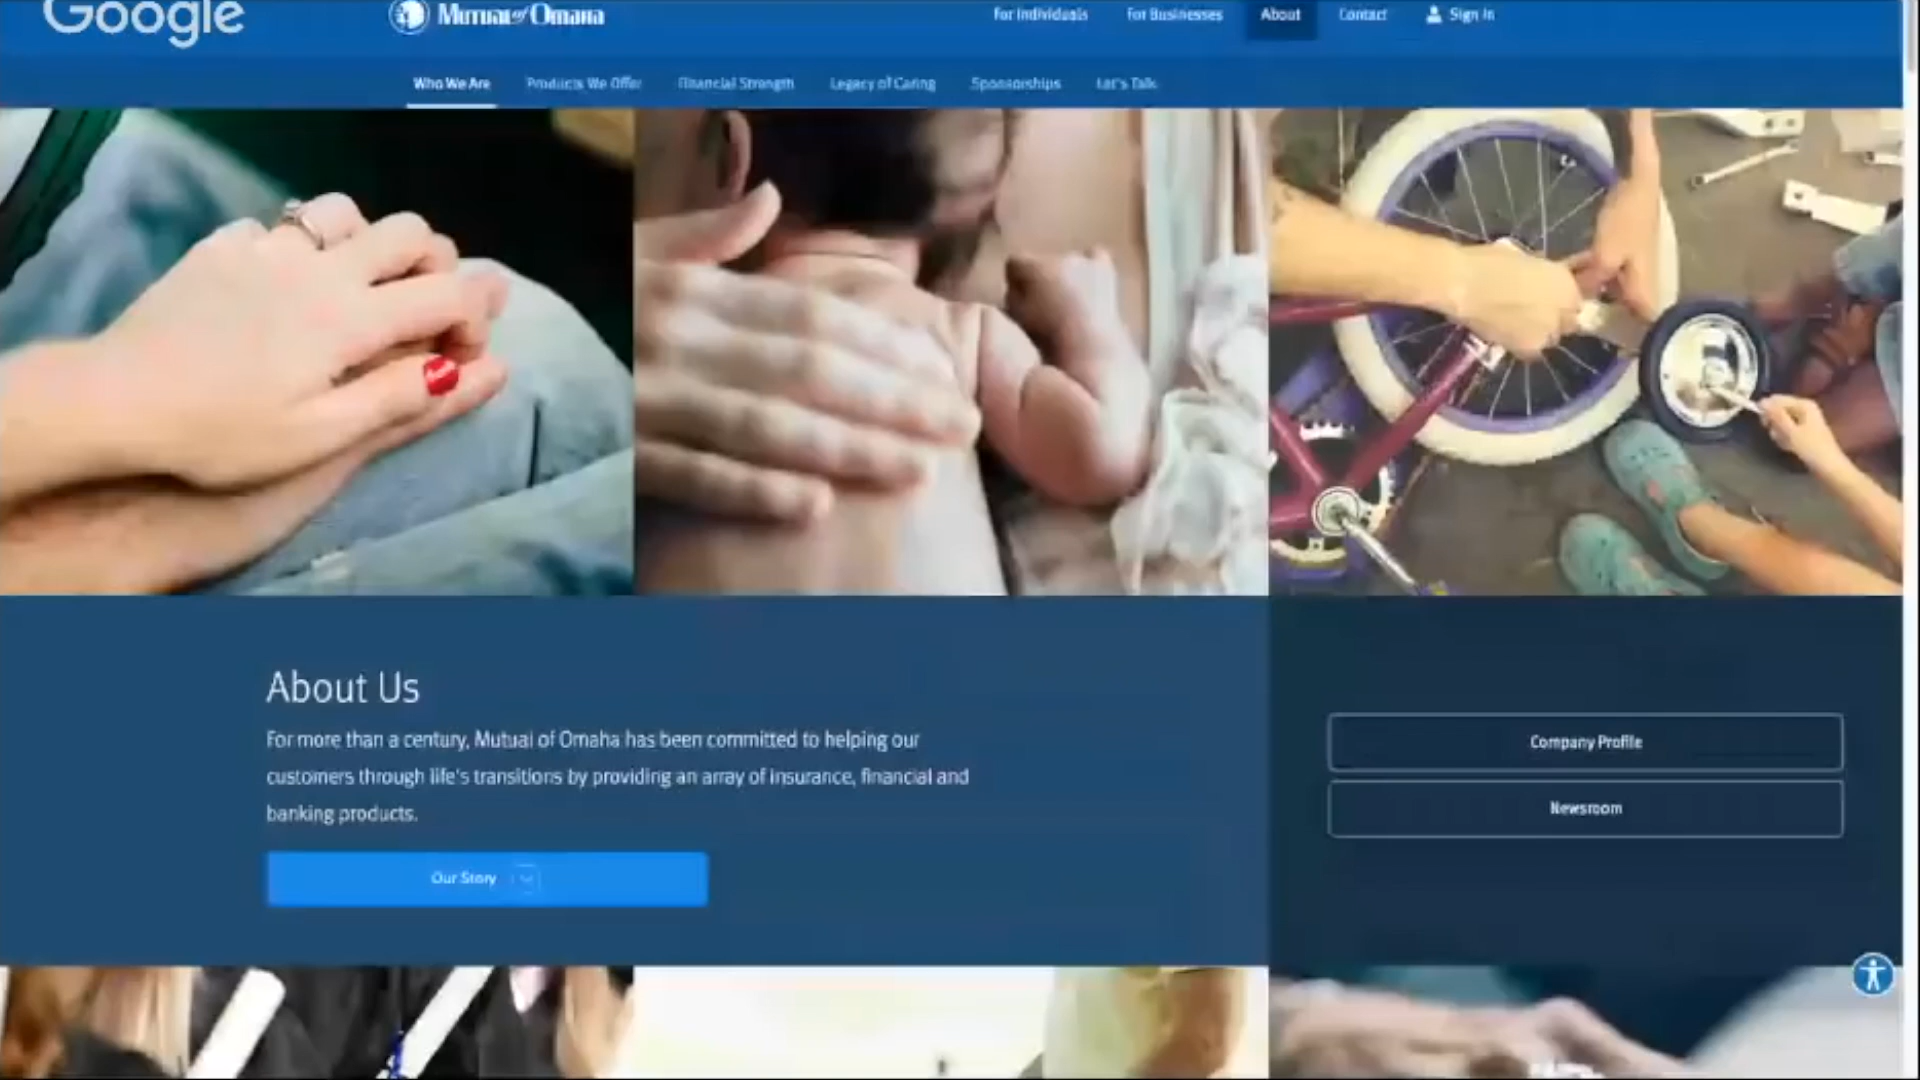 Google
Mutual of Omaha
For Individuals
For Businesses
About
Contact
Sign In
Who We Are
Products We Offer
Financial Strength
Legacy of Caring
Sponsorships
Let's Talk
About Us
For more than a century, Mutual of Omaha has been committed to helping our
customers through life's transitions by providing an array of insurance, financial and
banking products.
Our Story
Company Profile
Newsroom